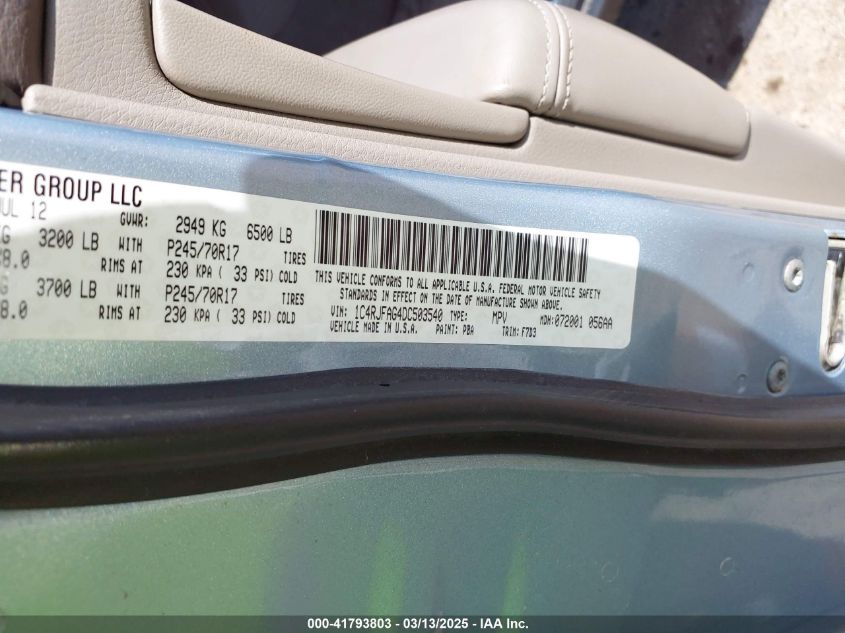 ER GROUP LLC
JUL 12 GVWR: 2949 KG 6500 LB
3200 LB WITH P245/70R17 TIRES
8.0 RIMS AT 230 KPA ( 33 PSI) COLD
3700 LB WITH P245/70R17 TIRES
8.0 RIMS AT 230 KPA ( 33 PSI) COLD
THIS VEHICLE CONFORMS TO ALL APPLICABLE U.S.A. FEDERAL MOTOR VEHICLE SAFETY
STANDARDS IN EFFECT ON THE DATE OF MANUFACTURE SHOWN ABOVE.
VIN: 1C4RJFAG4DC503540 TYPE: MPV MDH:072001 056AA
VEHICLE MADE IN U.S.A. PAINT: PBA TRIM: F7D3
000-41793803 — 03/13/2025 - IAA Inc.